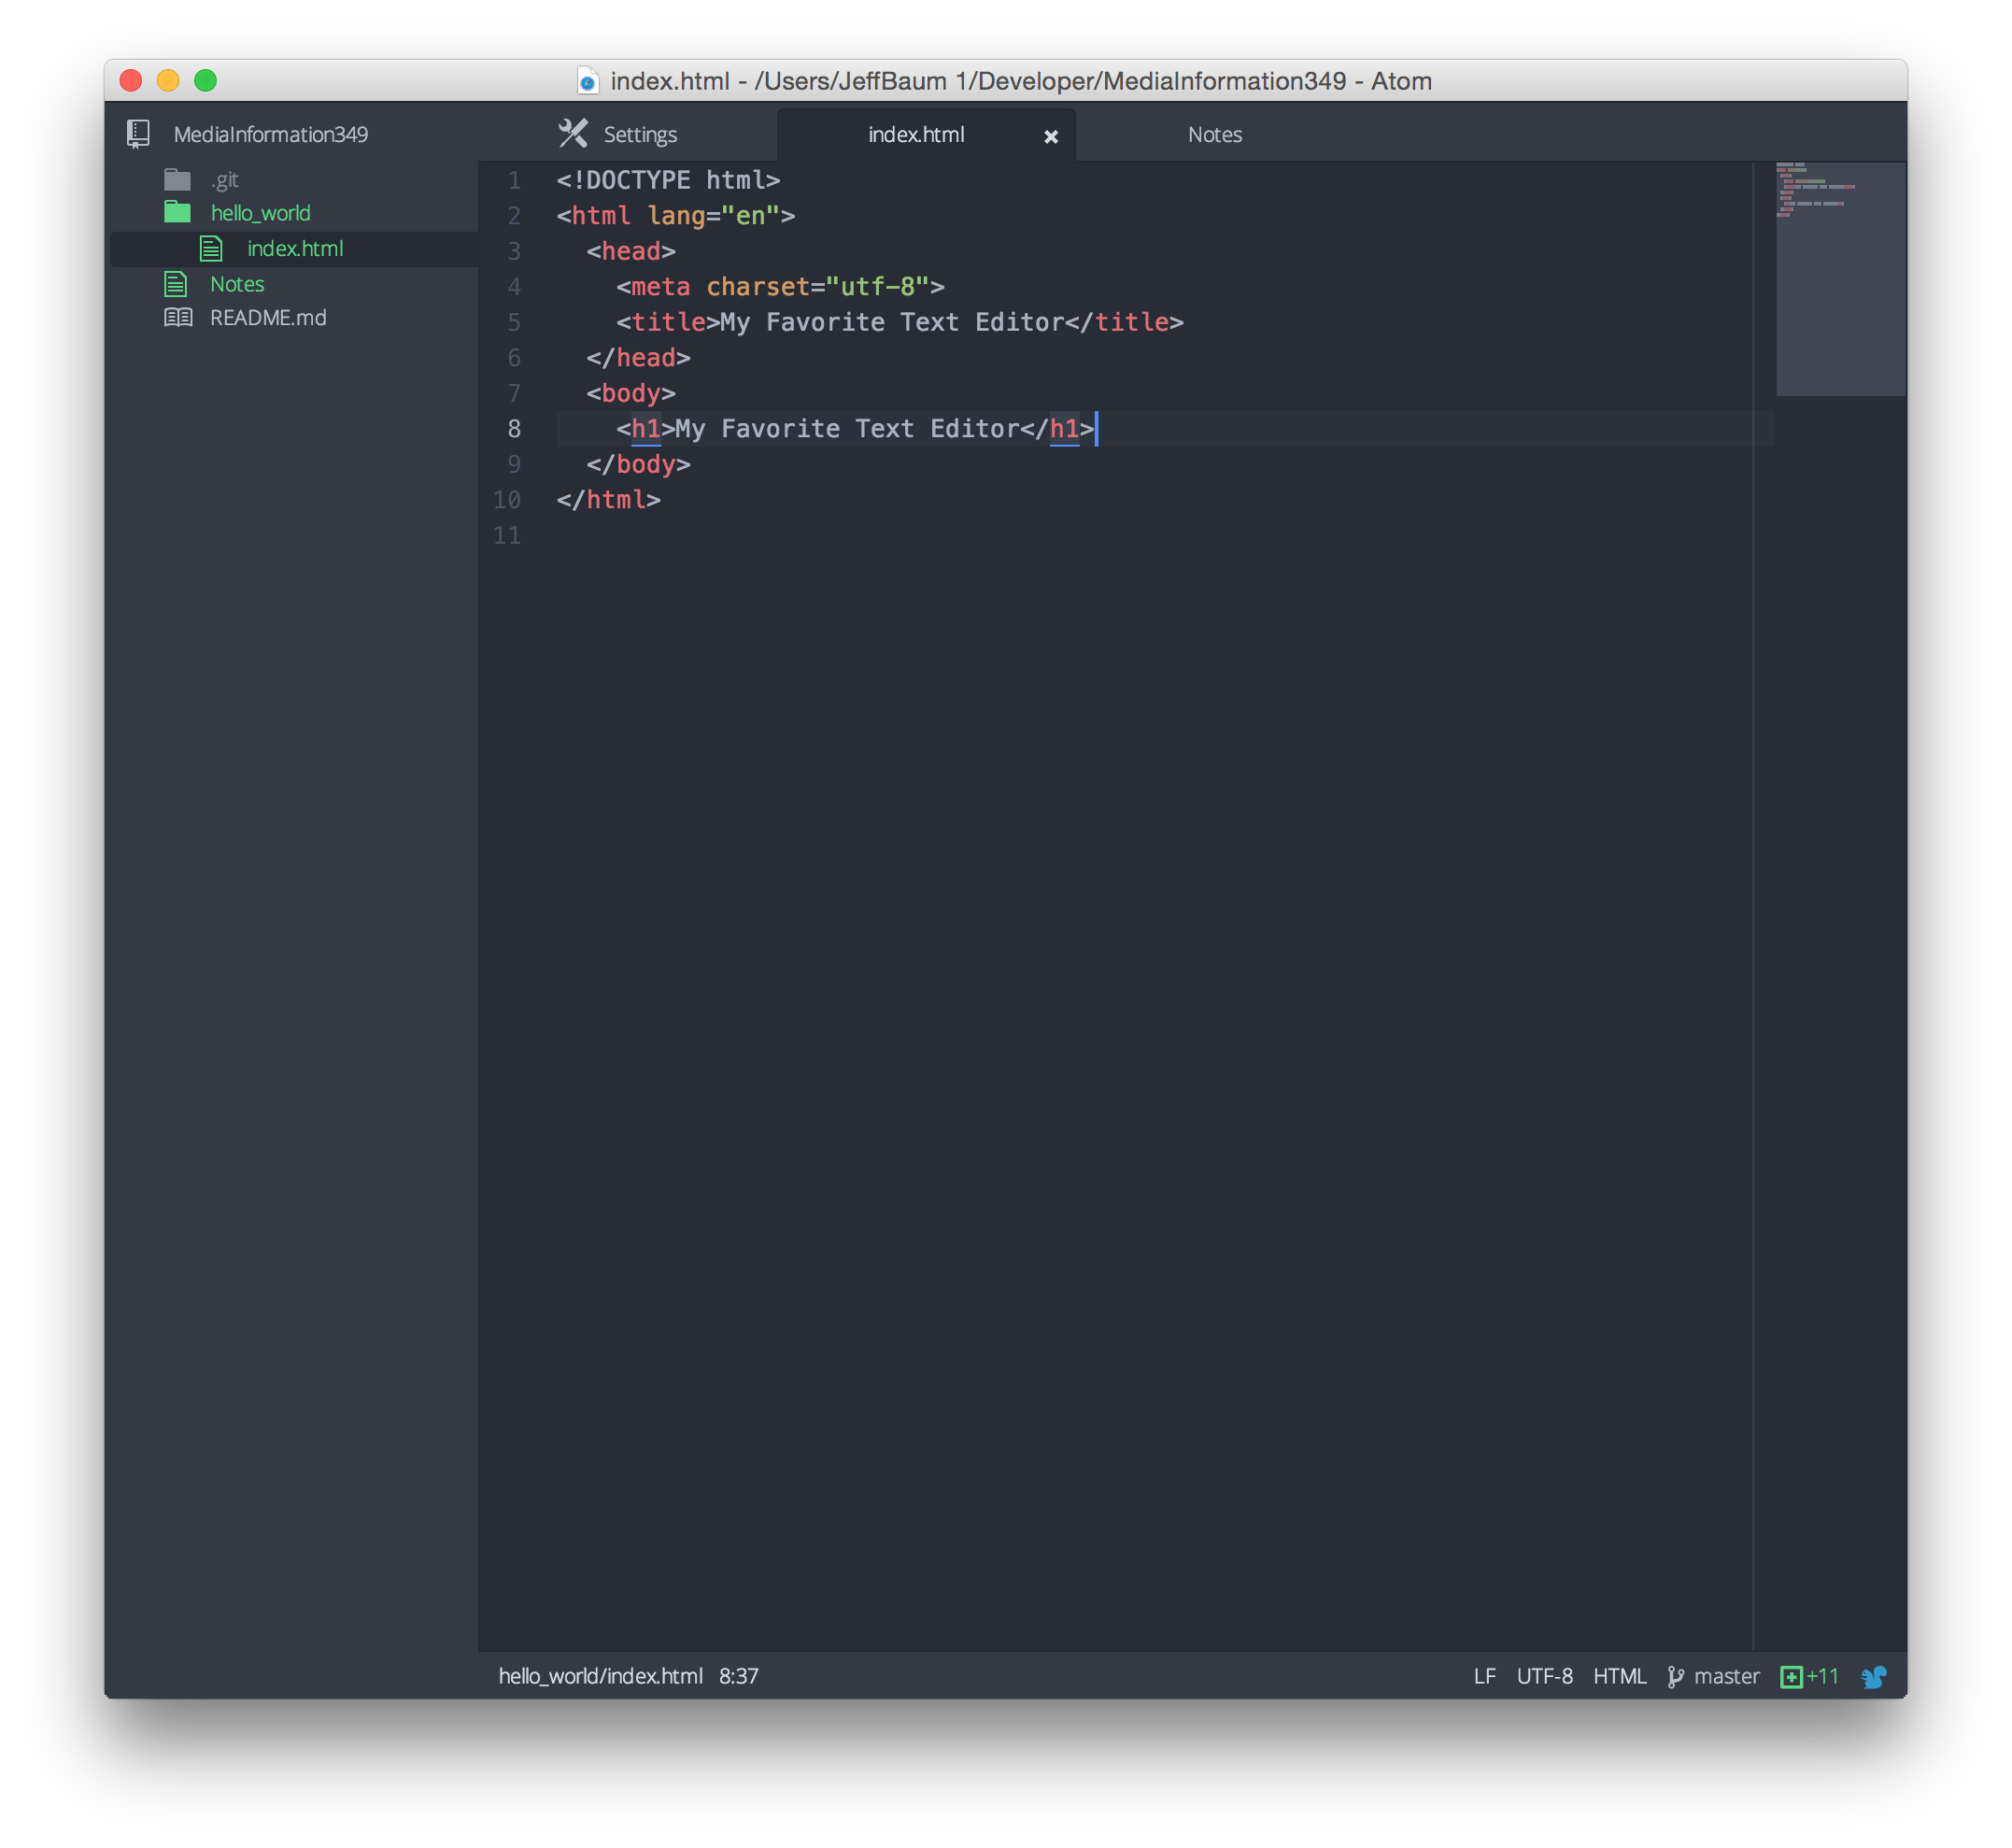 index.html - /Users/JeffBaum 1/Developer/MediaInformation349 - Atom
MediaInformation349
.git
hello_world
index.html
Notes
README.md
Settings
index.html
Notes
1 <!DOCTYPE html>
2 <html lang="en">
3 <head>
4 <meta charset="utf-8">
5 <title>My Favorite Text Editor</title>
6 </head>
7 <body>
8 <h1>My Favorite Text Editor</h1>
9 </body>
10 </html>
11
hello_world/index.html 8:37
LF UTF-8 HTML master +11